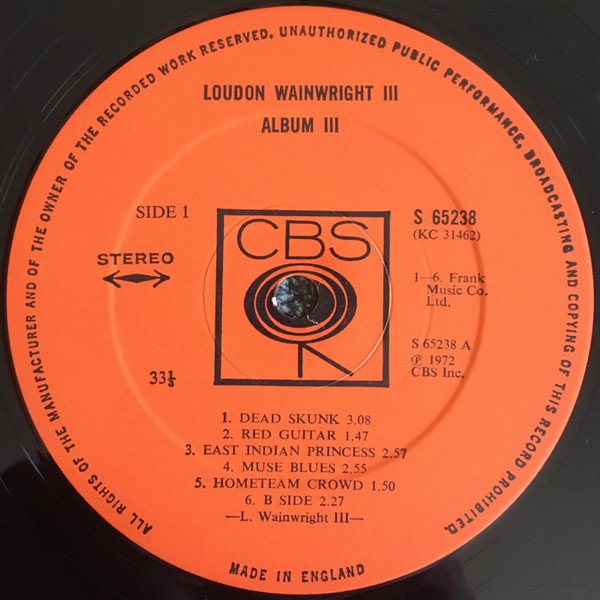 ALL RIGHTS OF THE MANUFACTURER AND OF THE OWNER OF THE RECORDED WORK RESERVED. UNAUTHORIZED PUBLIC PERFORMANCE, BROADCASTING AND COPYING OF THIS RECORD PROHIBITED.
LOUDON WAINWRIGHT III
ALBUM III
SIDE 1
STEREO
33⅓
CBS
S 65238
(KC 31462)
1—6. Frank
Music Co.
Ltd.
S 65238 A
℗ 1972
CBS Inc.
1. DEAD SKUNK 3.08
2. RED GUITAR 1.47
3. EAST INDIAN PRINCESS 2.57
4. MUSE BLUES 2.55
5. HOMETEAM CROWD 1.50
6. B SIDE 2.27
—L. Wainwright III—
MADE IN ENGLAND